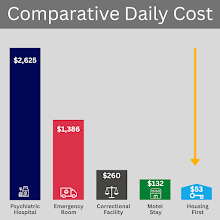 Comparative Daily Cost
$2,625
$1,386
$260
$132
$53
Psychiatric
Hospital
Emergency
Room
Correctional
Facility
Motel
Stay
Housing
First